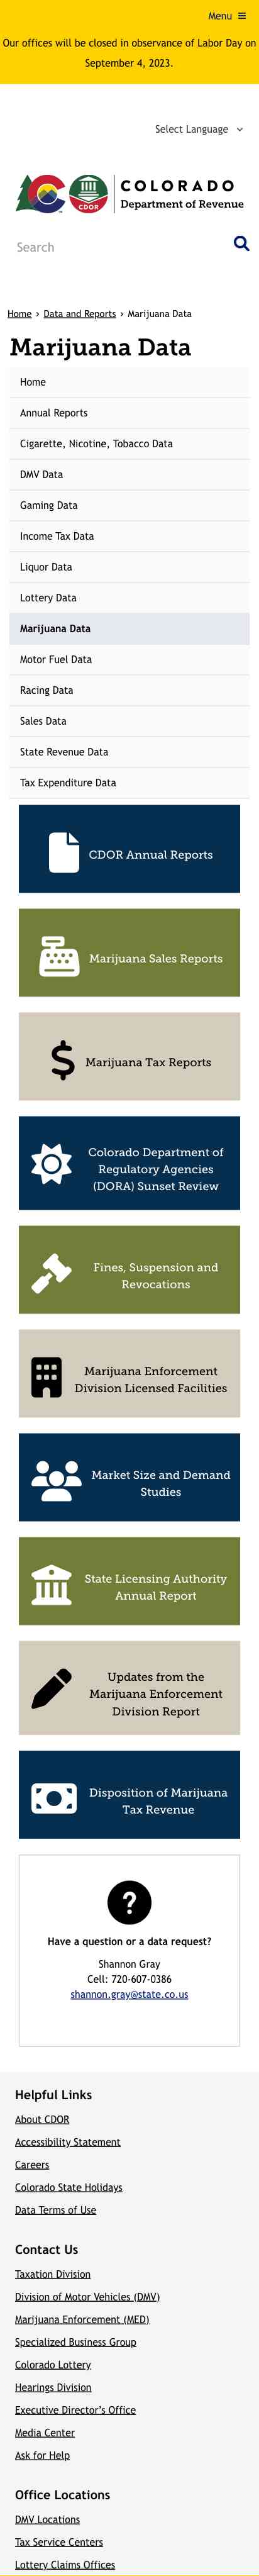 Menu ≡
Our offices will be closed in observance of Labor Day on
September 4, 2023.
Select Language
C CDOR COLORADO
Department of Revenue
Search
Home › Data and Reports › Marijuana Data
Marijuana Data
Home
Annual Reports
Cigarette, Nicotine, Tobacco Data
DMV Data
Gaming Data
Income Tax Data
Liquor Data
Lottery Data
Marijuana Data
Motor Fuel Data
Racing Data
Sales Data
State Revenue Data
Tax Expenditure Data
CDOR Annual Reports
Marijuana Sales Reports
$ Marijuana Tax Reports
Colorado Department of
Regulatory Agencies
(DORA) Sunset Review
Fines, Suspension and
Revocations
Marijuana Enforcement
Division Licensed Facilities
Market Size and Demand
Studies
State Licensing Authority
Annual Report
Updates from the
Marijuana Enforcement
Division Report
Disposition of Marijuana
Tax Revenue
?
Have a question or a data request?
Shannon Gray
Cell: 720-607-0386
shannon.gray@state.co.us
Helpful Links
About CDOR
Accessibility Statement
Careers
Colorado State Holidays
Data Terms of Use
Contact Us
Taxation Division
Division of Motor Vehicles (DMV)
Marijuana Enforcement (MED)
Specialized Business Group
Colorado Lottery
Hearings Division
Executive Director's Office
Media Center
Ask for Help
Office Locations
DMV Locations
Tax Service Centers
Lottery Claims Offices